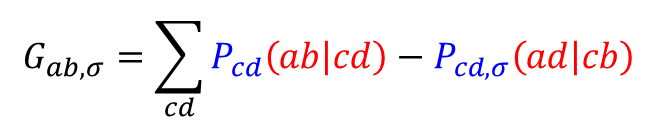 G_{ab,σ} = ∑_{cd} P_{cd}(ab|cd) − P_{cd,σ}(ad|cb)